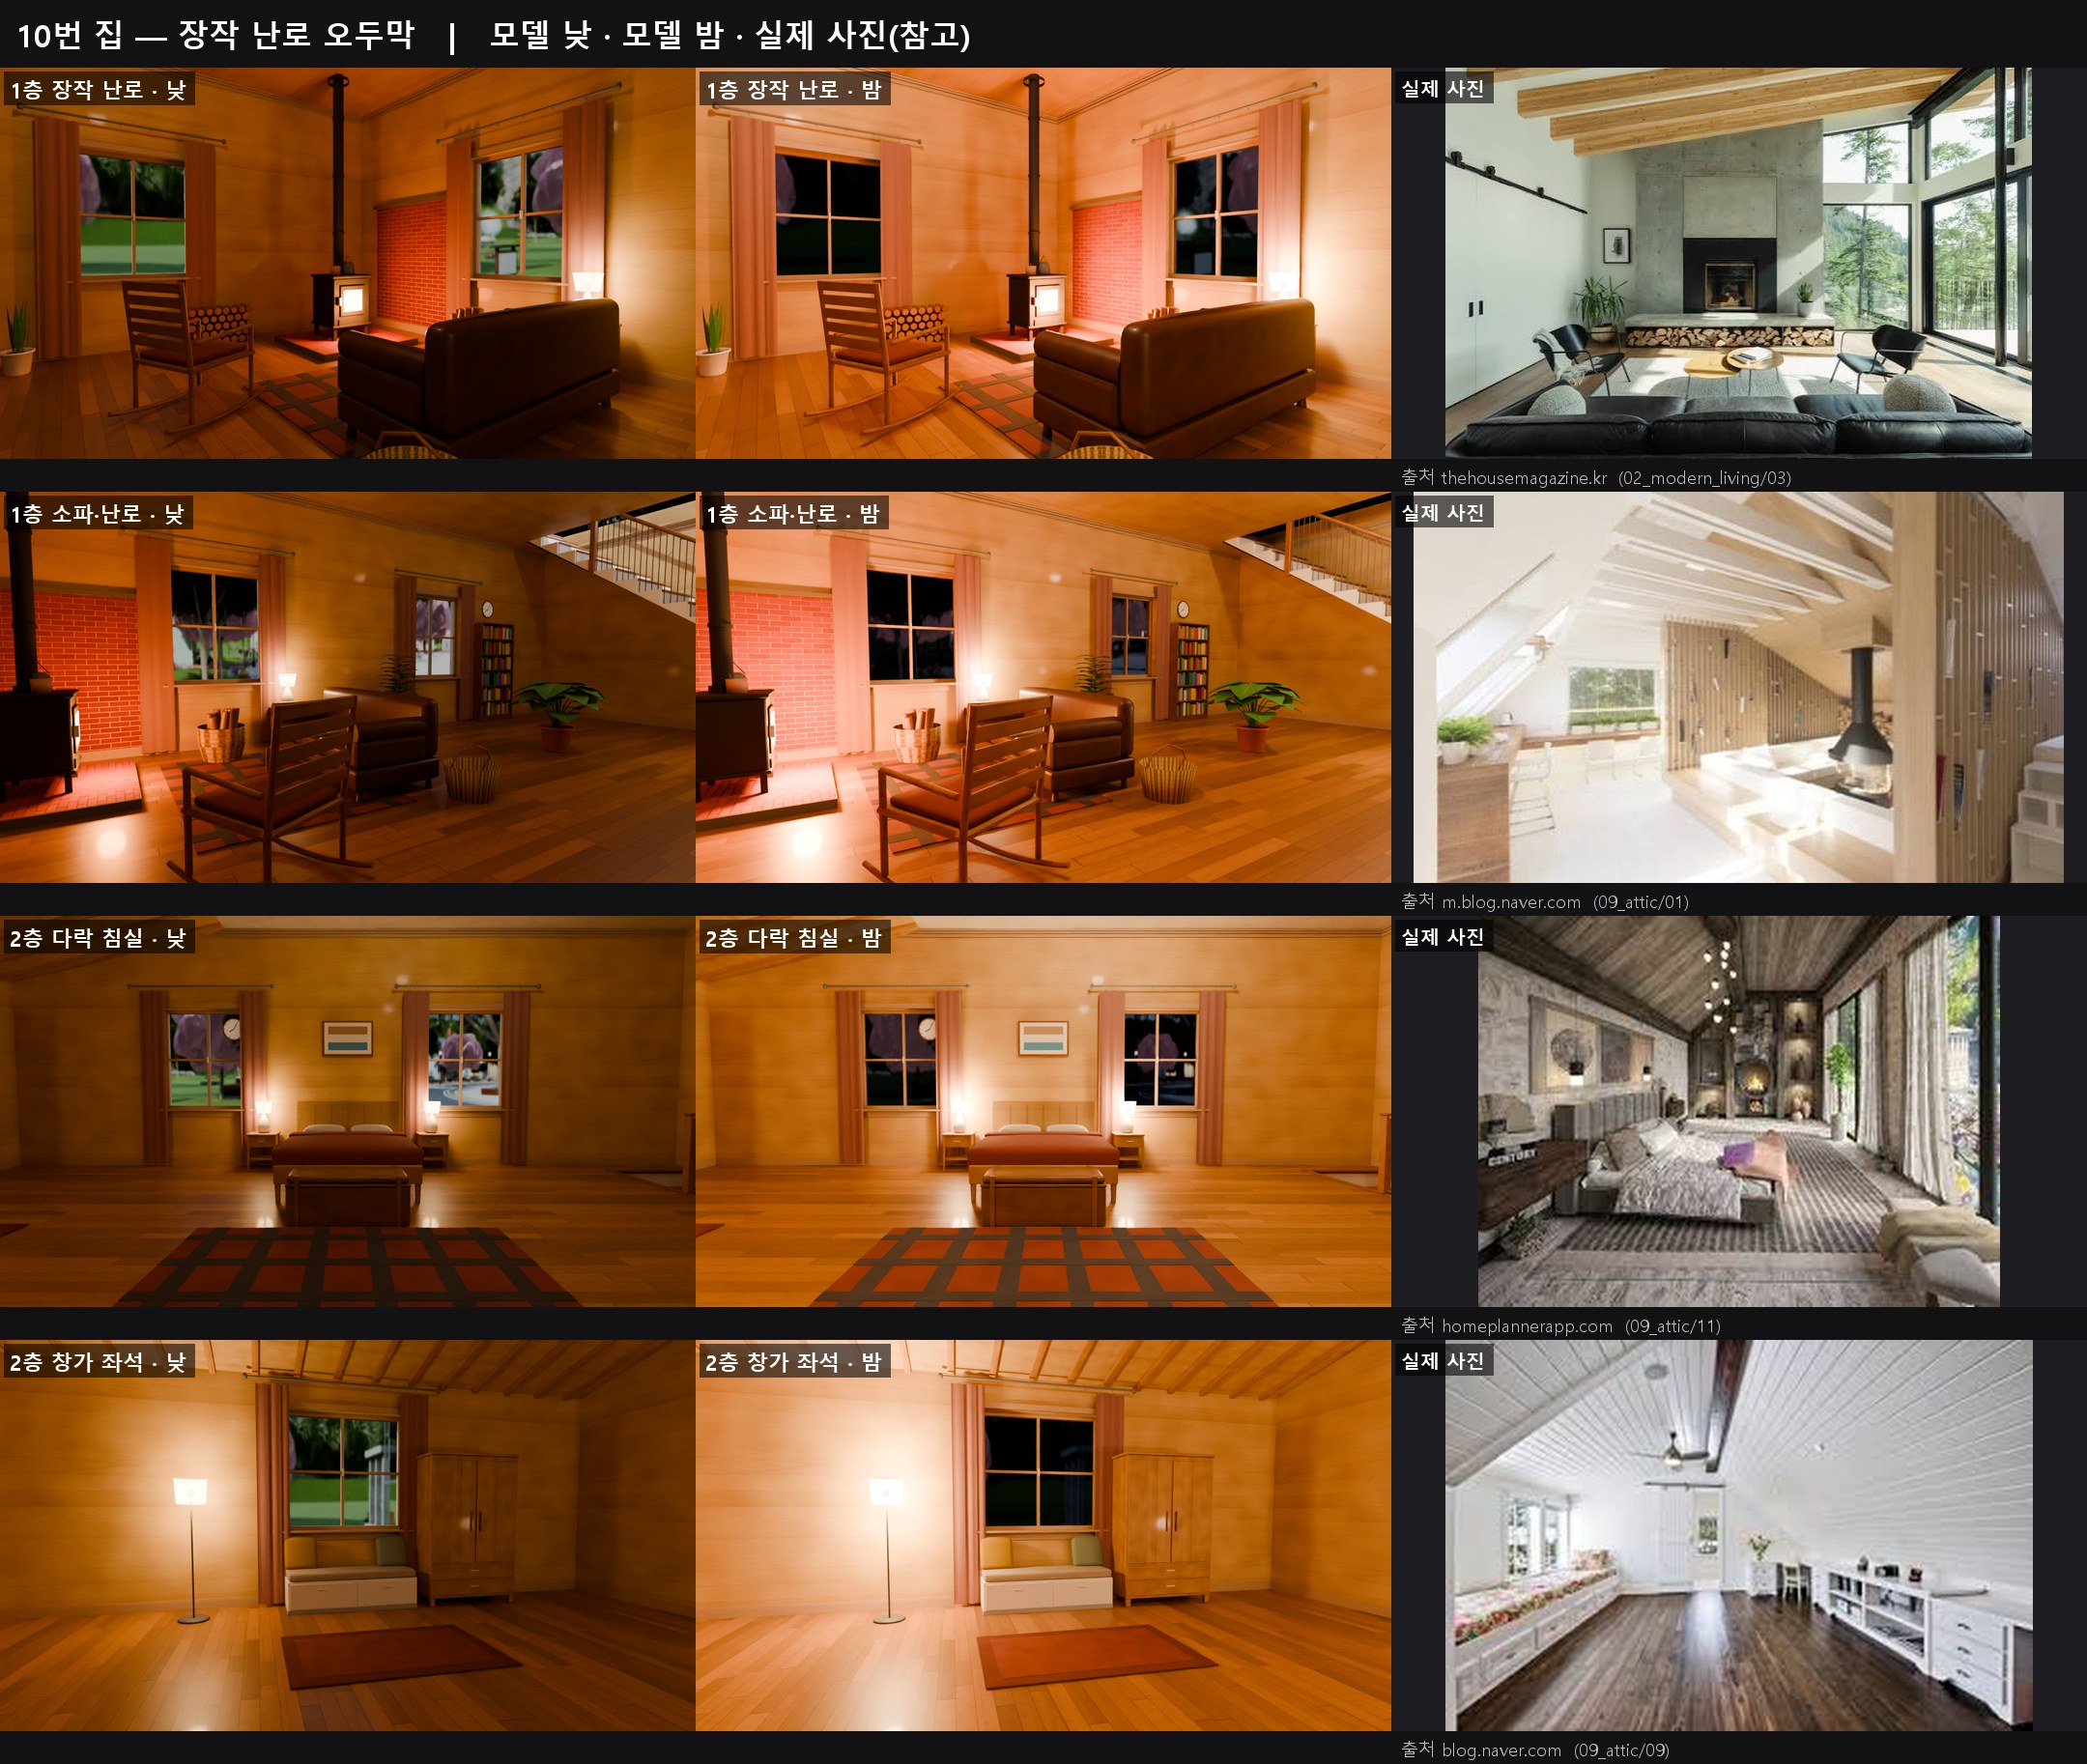 10번 집 — 장작 난로 오두막 | 모델 낮 · 모델 밤 · 실제 사진(참고)
1층 장작 난로 · 낮
1층 장작 난로 · 밤
실제 사진
출처 thehousemagazine.kr (02_modern_living/03)
1층 소파·난로 · 낮
1층 소파·난로 · 밤
실제 사진
출처 m.blog.naver.com (09_attic/01)
2층 다락 침실 · 낮
2층 다락 침실 · 밤
실제 사진
CENTURY
출처 homeplannerapp.com (09_attic/11)
2층 창가 좌석 · 낮
2층 창가 좌석 · 밤
실제 사진
출처 blog.naver.com (09_attic/09)